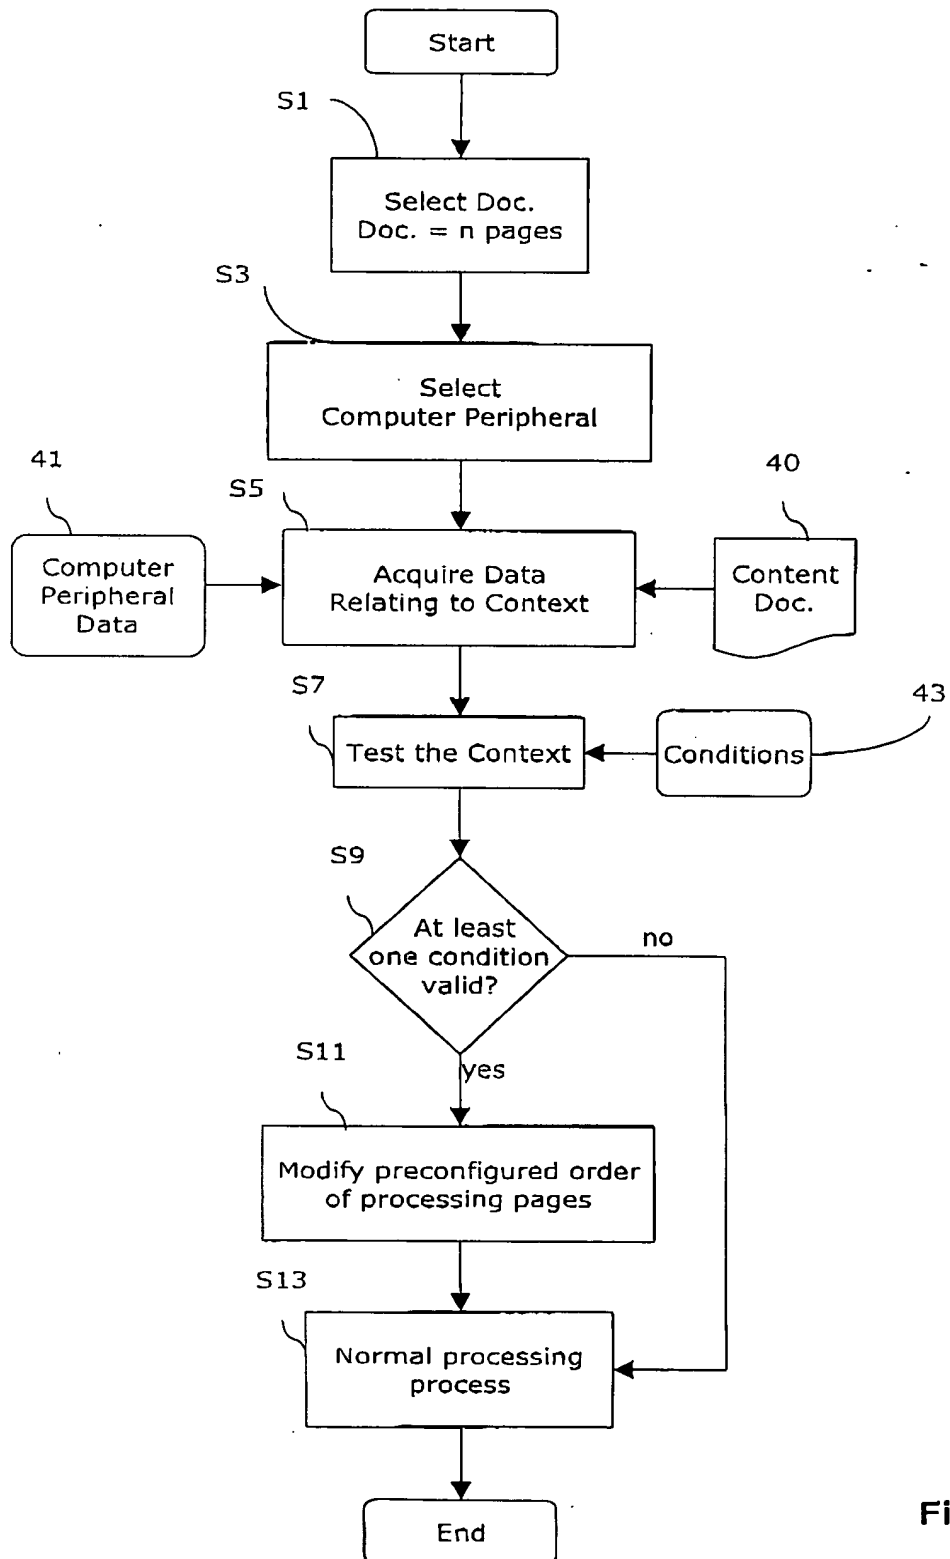 Start
S1
Select Doc.
Doc. = n pages
S3
Select
Computer Peripheral
41
S5
40
Computer
Peripheral
Data
Acquire Data
Relating to Context
Content
Doc.
S7
43
Test the Context
Conditions
S9
At least
one condition
valid?
no
yes
S11
Modify preconfigured order
of processing pages
S13
Normal processing
process
End
Fi